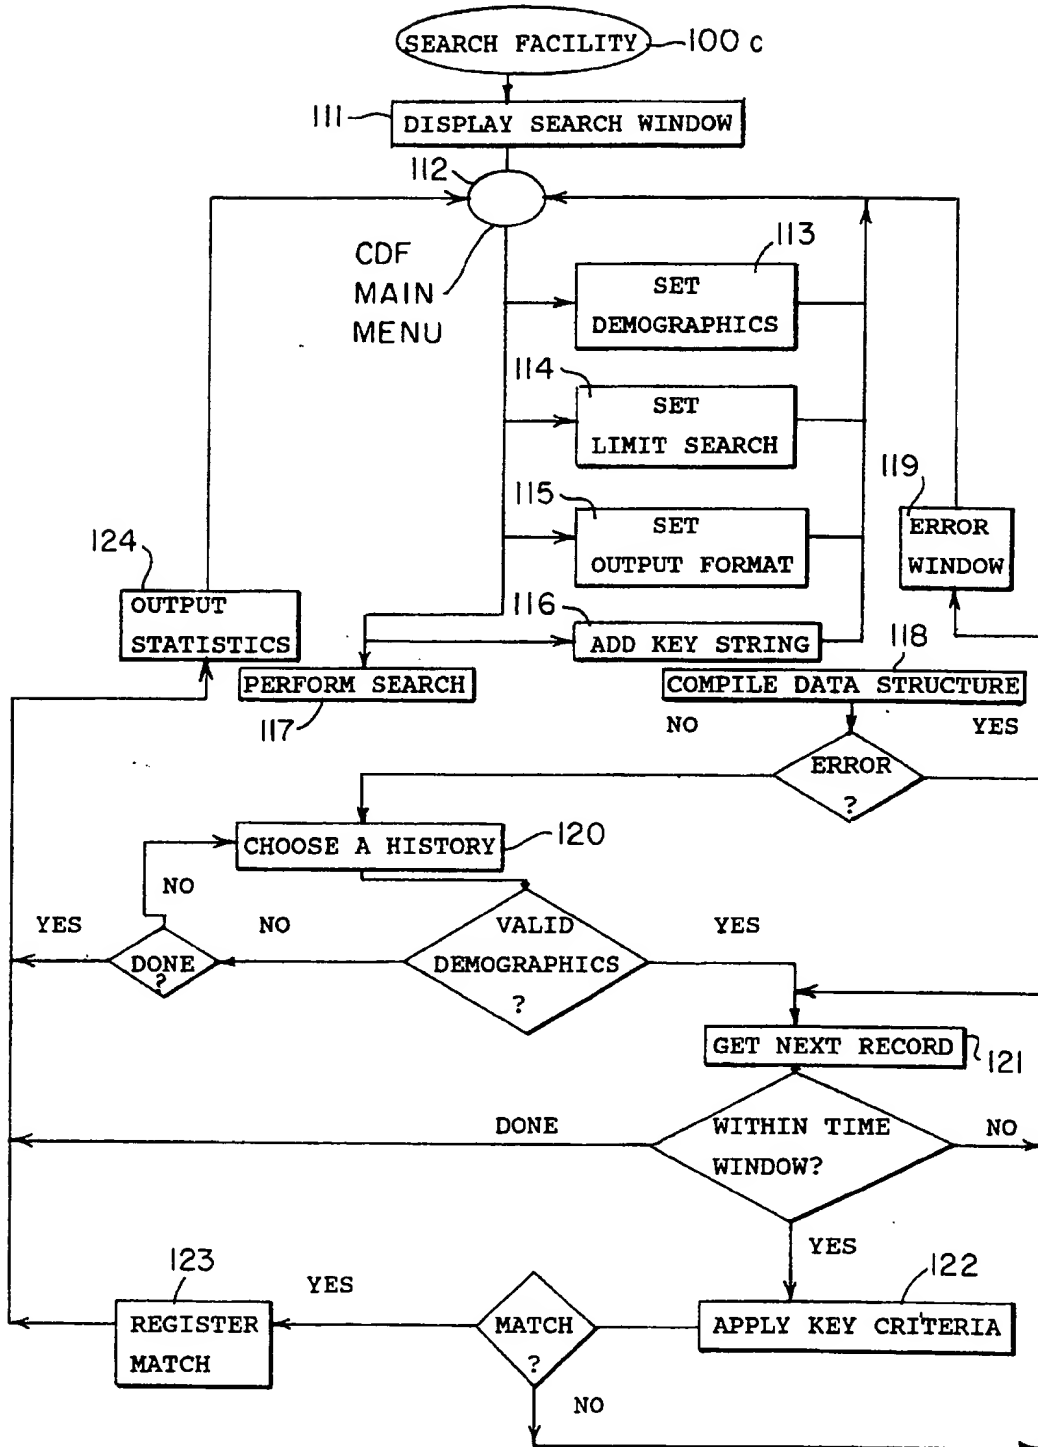 SEARCH FACILITY
100 c
111
DISPLAY SEARCH WINDOW
112
CDF
MAIN
MENU
113
SET
DEMOGRAPHICS
114
SET
LIMIT SEARCH
115
SET
OUTPUT FORMAT
119
ERROR
WINDOW
124
OUTPUT
STATISTICS
116
ADD KEY STRING
118
COMPILE DATA STRUCTURE
PERFORM SEARCH
117
NO
YES
ERROR
?
CHOOSE A HISTORY
120
NO
YES
DONE
?
NO
VALID
DEMOGRAPHICS
?
YES
GET NEXT RECORD
121
DONE
WITHIN TIME
WINDOW?
NO
YES
123
REGISTER
MATCH
YES
MATCH
?
122
APPLY KEY CRITERIA
NO